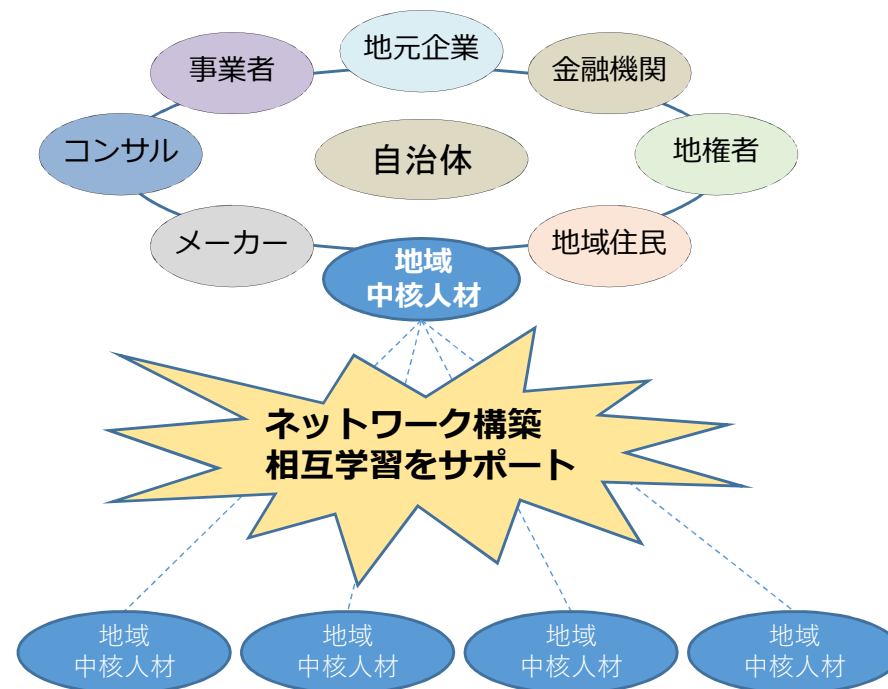 地元企業
事業者
金融機関
コンサル
自治体
地権者
メーカー
地域住民
地域
中核人材
ネットワーク構築
相互学習をサポート
地域
中核人材
地域
中核人材
地域
中核人材
地域
中核人材